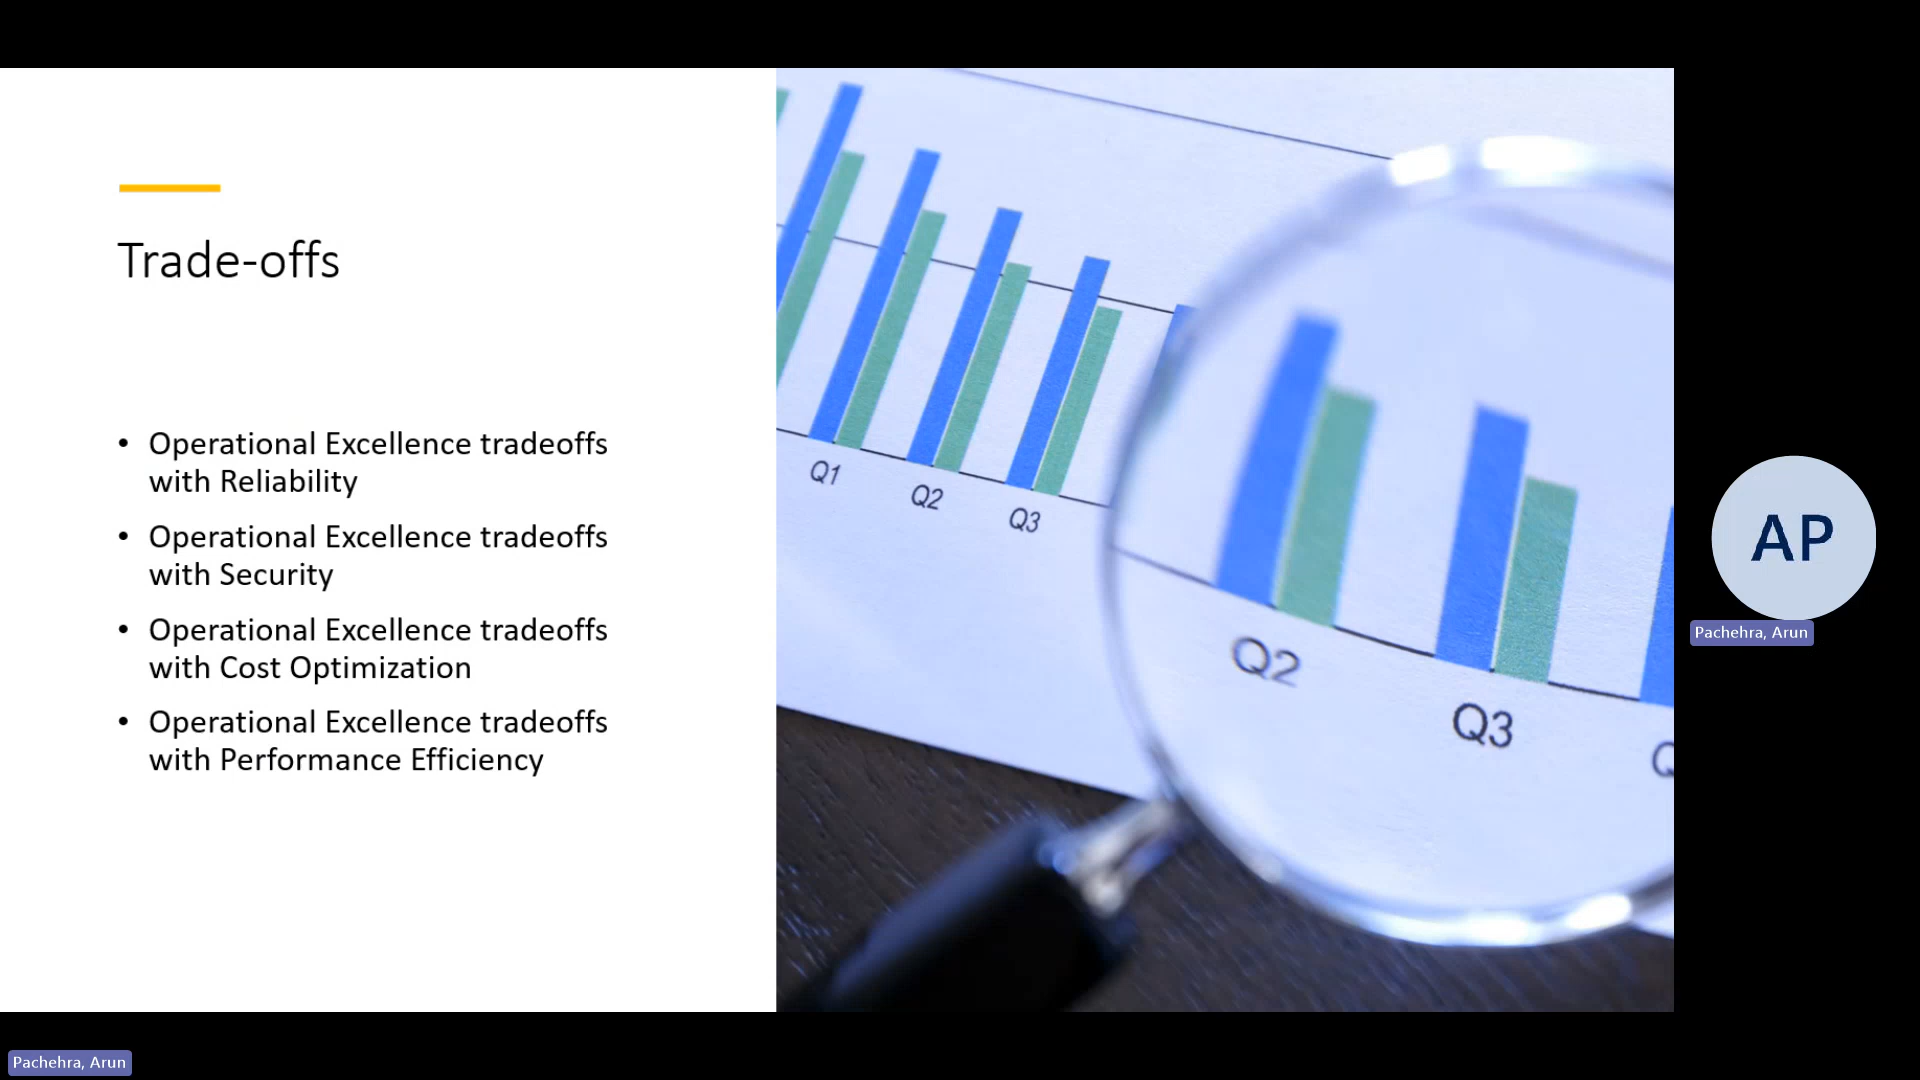 Trade-offs
• Operational Excellence tradeoffs
with Reliability
• Operational Excellence tradeoffs
with Security
• Operational Excellence tradeoffs
with Cost Optimization
• Operational Excellence tradeoffs
with Performance Efficiency
Q1
Q2
Q3
Q2
Q3
Q
AP
Pachehra, Arun
Pachehra, Arun